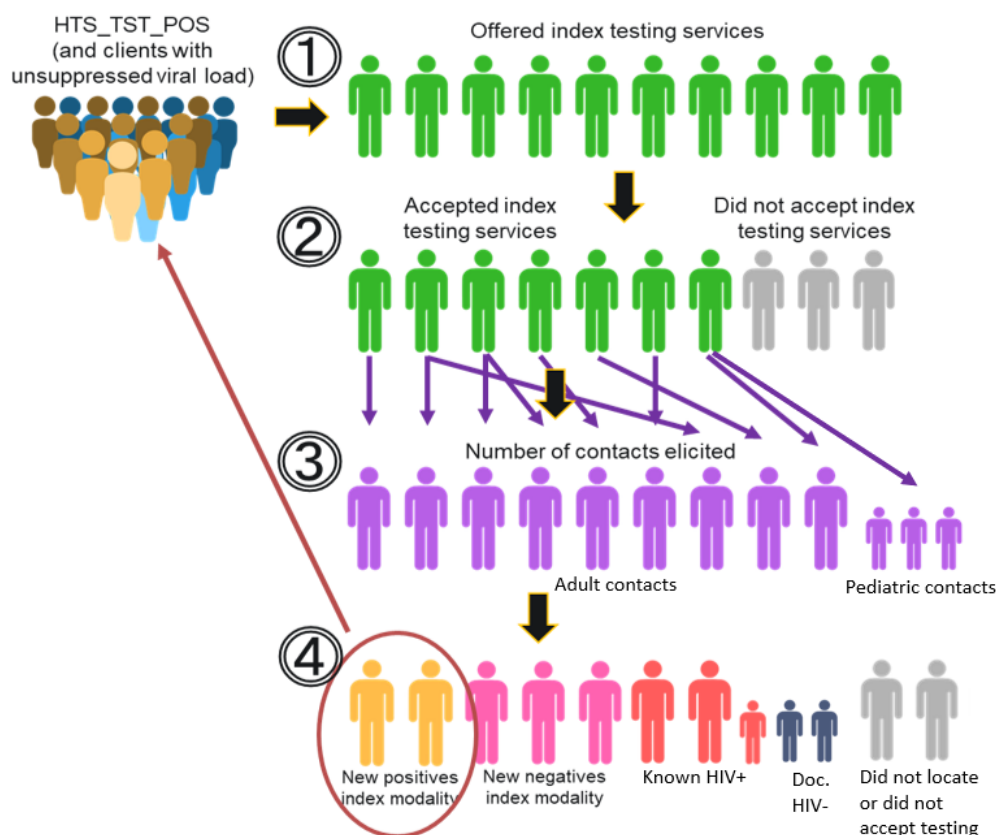 HTS_TST_POS
(and clients with
unsuppressed viral load)
1
Offered index testing services
2
Accepted index
testing services
Did not accept index
testing services
3
Number of contacts elicited
Adult contacts
Pediatric contacts
4
New positives
index modality
New negatives
index modality
Known HIV+
Doc.
HIV-
Did not locate
or did not
accept testing